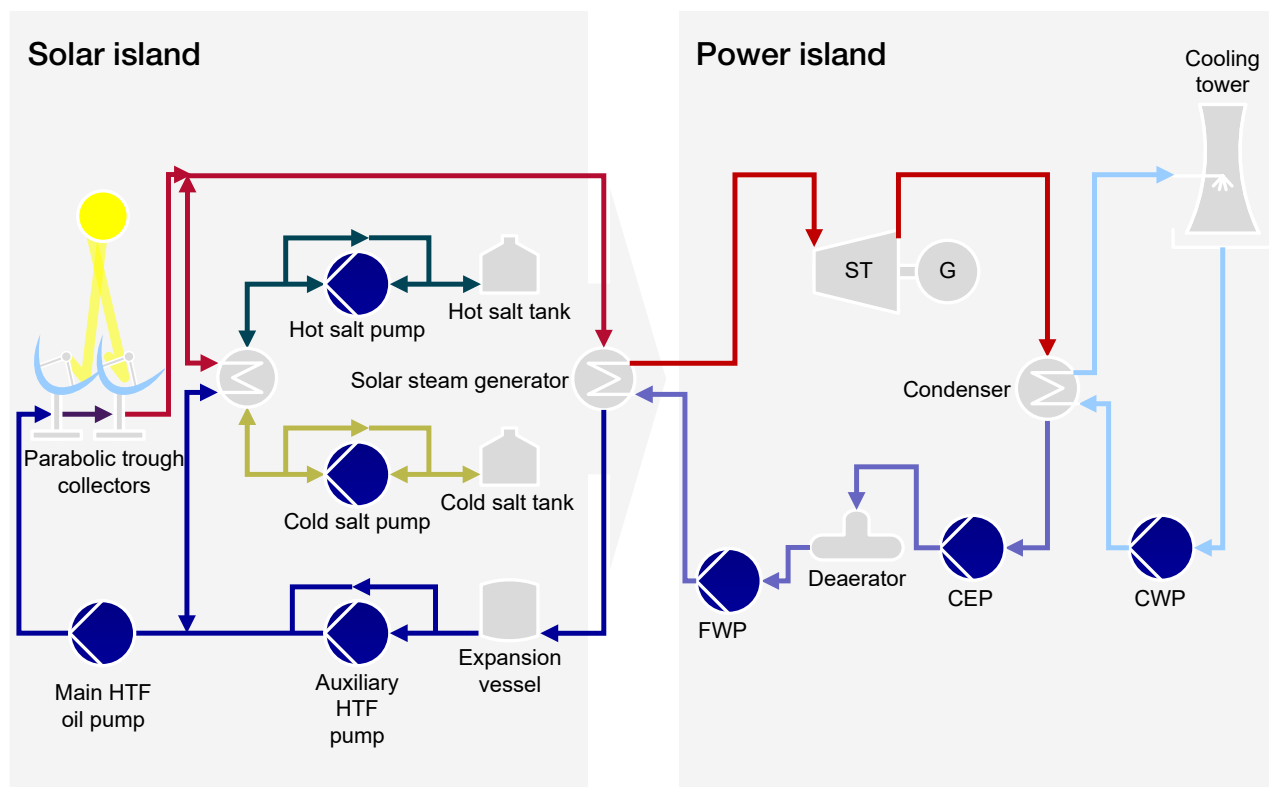 Solar island
Power island
Cooling
tower
ST
G
Hot salt pump
Hot salt tank
Solar steam generator
Condenser
Parabolic trough
collectors
Cold salt pump
Cold salt tank
Deaerator
CEP
CWP
FWP
Expansion
vessel
Main HTF
oil pump
Auxiliary
HTF
pump